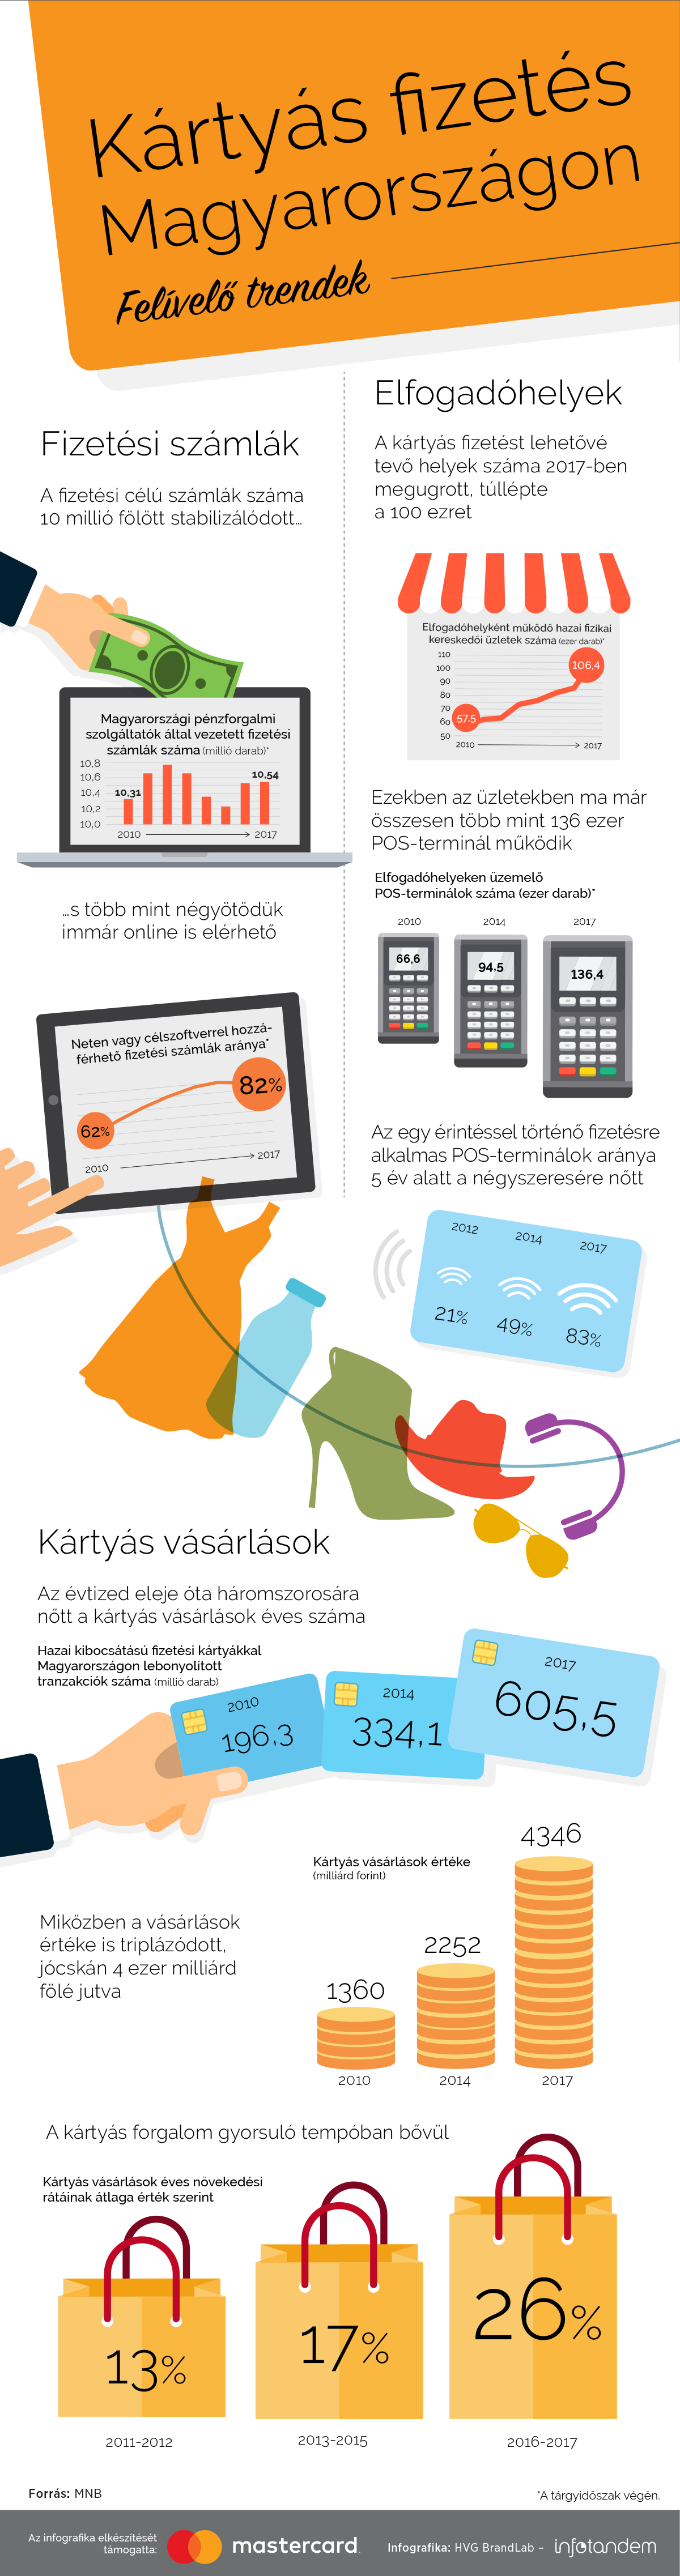 Kártyás fizetés
Magyarországon
Felívelő trendek
Fizetési számlák
A fizetési célú számlák száma
10 millió fölött stabilizálódott...
Magyarországi pénzforgalmi
szolgáltatók által vezetett fizetési
számlák száma (millió darab)*
10,8
10,6
10,4
10,2
10,0
10,31
10,54
2010
2017
...s több mint négyötödük
immár online is elérhető
Neten vagy célszoftverrel hozzá-
férhető fizetési számlák aránya*
62%
82%
2010
2017
Elfogadóhelyek
A kártyás fizetést lehetővé
tevő helyek száma 2017-ben
megugrott, túllépte
a 100 ezret
Elfogadóhelyként működő hazai fizikai
kereskedői üzletek száma (ezer darab)*
110
100
90
80
70
60
50
57,5
106,4
2010
2017
Ezekben az üzletekben ma már
összesen több mint 136 ezer
POS-terminál működik
Elfogadóhelyeken üzemelő
POS-terminálok száma (ezer darab)*
2010
2014
2017
66,6
94,5
136,4
Az egy érintéssel történő fizetésre
alkalmas POS-terminálok aránya
5 év alatt a négyszeresére nőtt
2012
2014
2017
21%
49%
83%
Kártyás vásárlások
Az évtized eleje óta háromszorosára
nőtt a kártyás vásárlások éves száma
Hazai kibocsátású fizetési kártyákkal
Magyarországon lebonyolított
tranzakciók száma (millió darab)
2010
196,3
2014
334,1
2017
605,5
Miközben a vásárlások
értéke is triplázódott,
jócskán 4 ezer milliárd
fölé jutva
Kártyás vásárlások értéke
(milliárd forint)
1360
2252
4346
2010
2014
2017
A kártyás forgalom gyorsuló tempóban bővül
Kártyás vásárlások éves növekedési
rátáinak átlaga érték szerint
13%
17%
26%
2011-2012
2013-2015
2016-2017
Forrás: MNB
*A tárgyidőszak végén.
Az infografika elkészítését
támogatta:
mastercard.
Infografika: HVG BrandLab –
infotandem